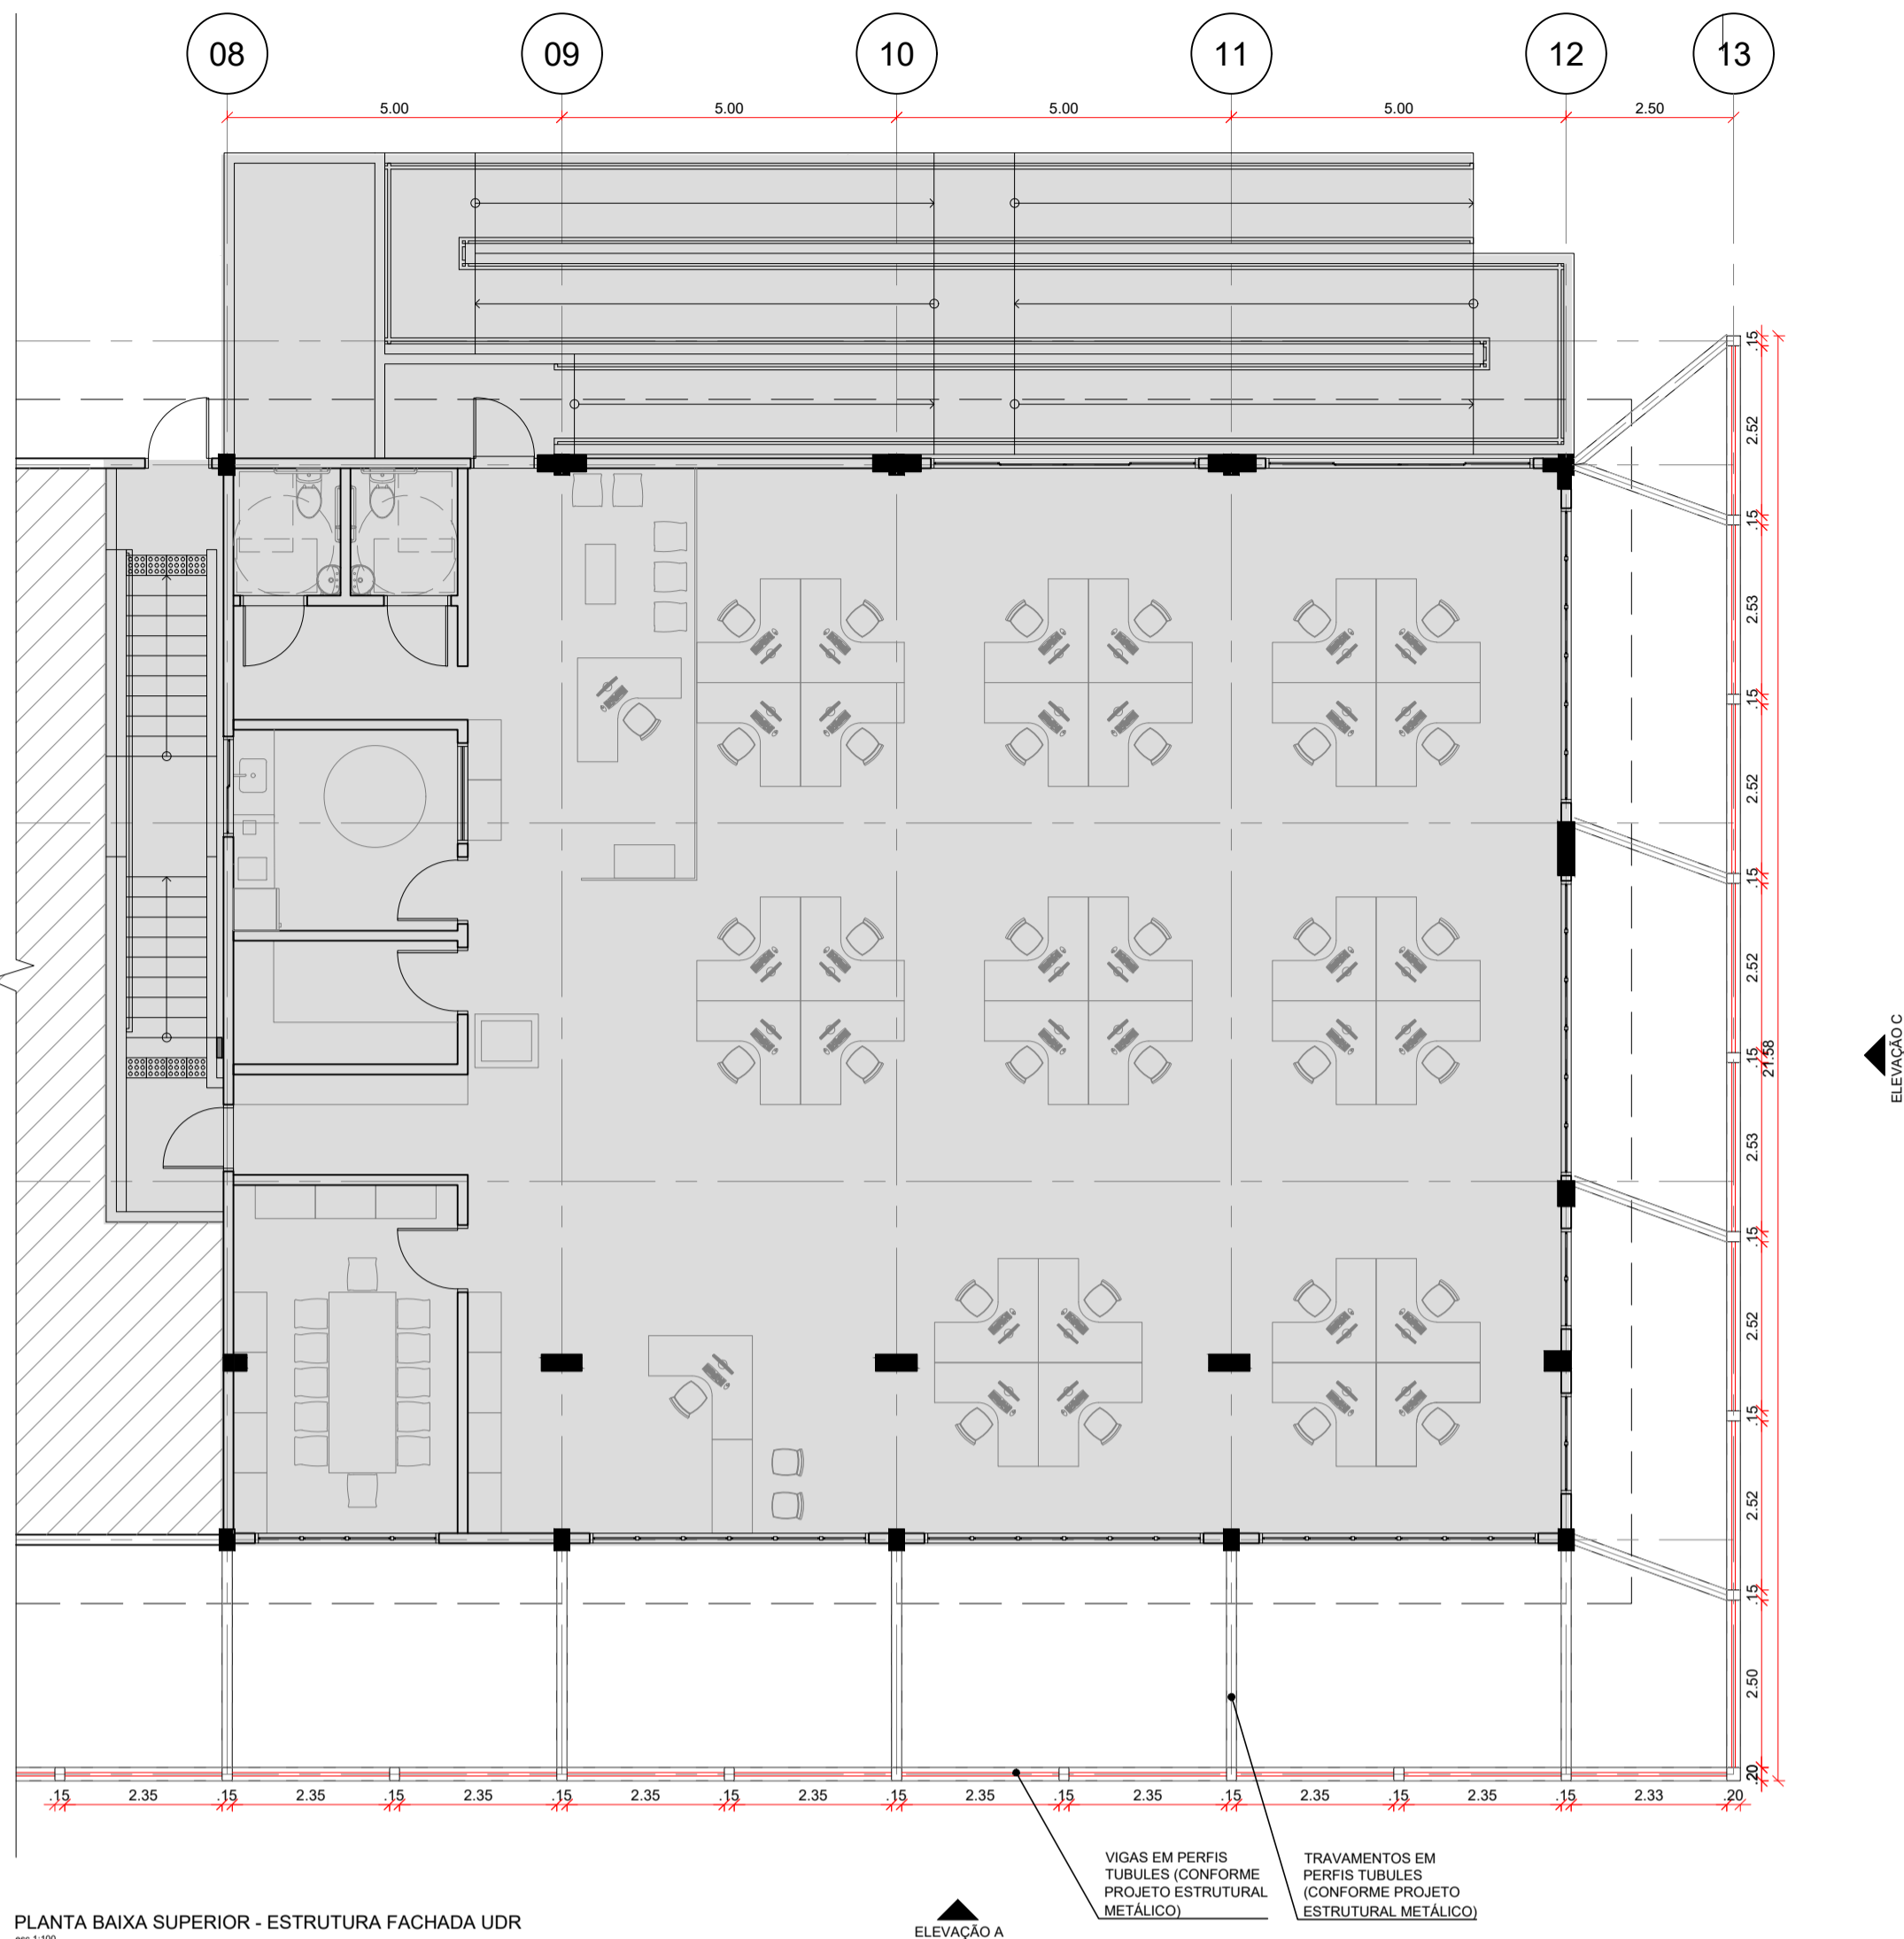 08 09 10 11 12 13
5.00 5.00 5.00 5.00 2.50
.15
2.52
.15
2.53
.15
2.52
.15
2.52
.15
21.58
2.53
.15
2.52
.15
2.52
.15
2.50
.20
ELEVAÇÃO C
.15 2.35 .15 2.35 .15 2.35 .15 2.35 .15 2.35 .15 2.35 .15 2.35 .15 2.35 .15 2.35 .15 2.33 .20
VIGAS EM PERFIS
TUBULES (CONFORME
PROJETO ESTRUTURAL
METÁLICO)
TRAVAMENTOS EM
PERFIS TUBULES
(CONFORME PROJETO
ESTRUTURAL METÁLICO)
ELEVAÇÃO A
PLANTA BAIXA SUPERIOR - ESTRUTURA FACHADA UDR
esc 1:100